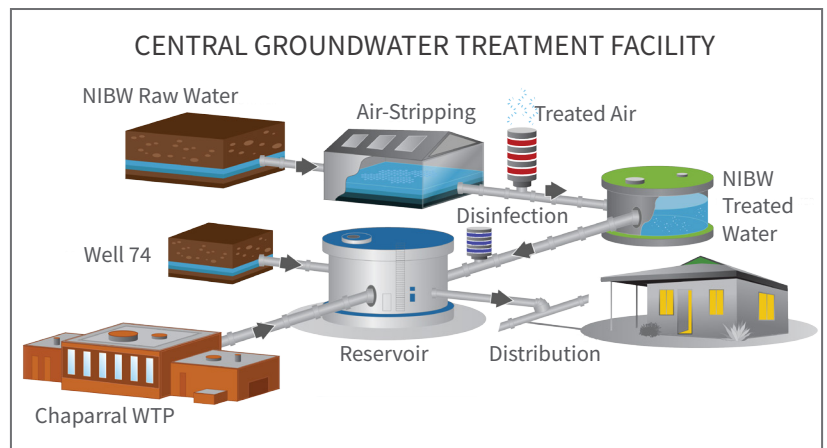 CENTRAL GROUNDWATER TREATMENT FACILITY
NIBW Raw Water
Air-Stripping
Treated Air
NIBW
Treated
Water
Disinfection
Well 74
Reservoir
Distribution
Chaparral WTP